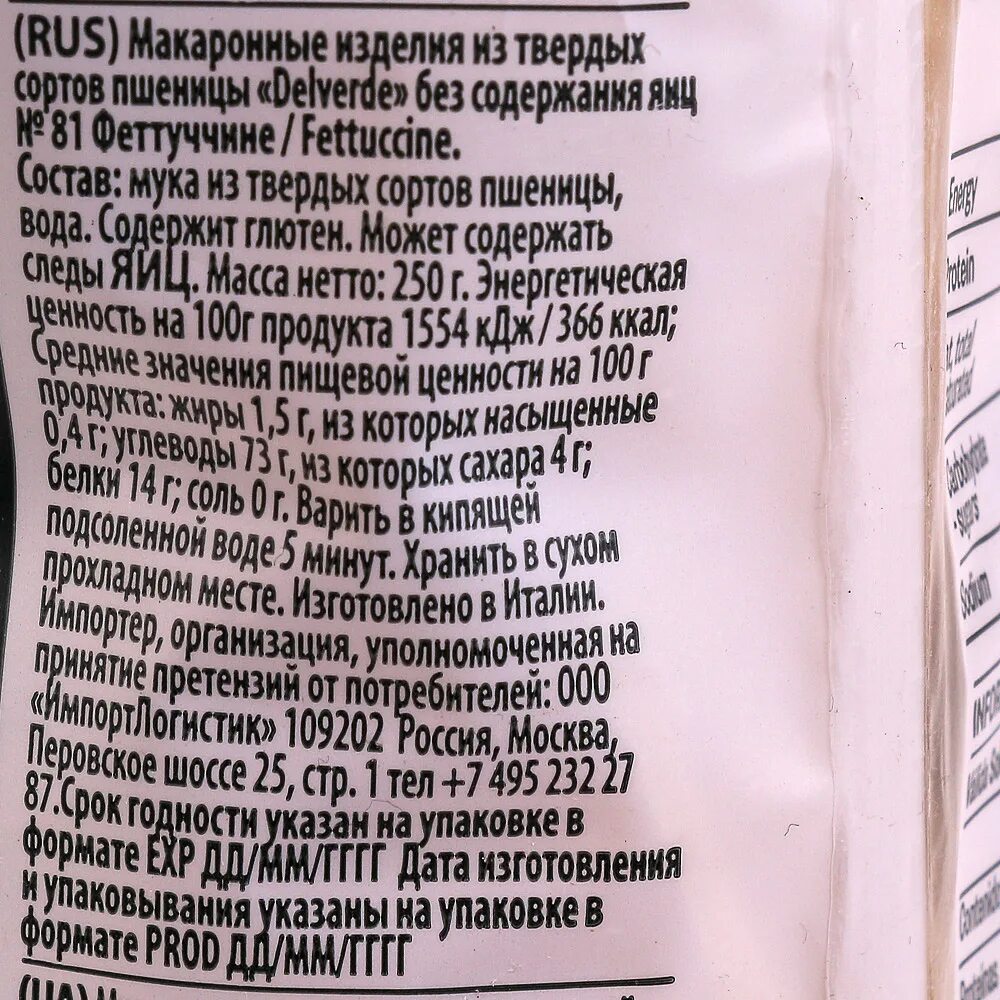 (RUS) Макаронные изделия из твердых
сортов пшеницы «Delverde» без содержания яиц
№ 81 Феттуччине / Fettuccine.
Состав: мука из твердых сортов пшеницы,
вода. Содержит глютен. Может содержать
следы ЯИЦ. Масса нетто: 250 г. Энергетическая
ценность на 100г продукта 1554 кДж / 366 ккал;
Средние значения пищевой ценности на 100 г
продукта: жиры 1,5 г, из которых насыщенные
0,4 г; углеводы 73 г, из которых сахара 4 г;
белки 14 г; соль 0 г. Варить в кипящей
подсоленной воде 5 минут. Хранить в сухом
прохладном месте. Изготовлено в Италии.
Импортер, организация, уполномоченная на
принятие претензий от потребителей: ООО
«ИмпортЛогистик» 109202 Россия, Москва,
Перовское шоссе 25, стр. 1 тел +7 495 232 27
87.Срок годности указан на упаковке в
формате EXP ДД/ММ/ГГГГ Дата изготовления
и упаковывания указаны на упаковке в
формате PROD ДД/ММ/ГГГГ
(UA)
Energy
Protein
total
Carbohydrate
- sugars
Sodium